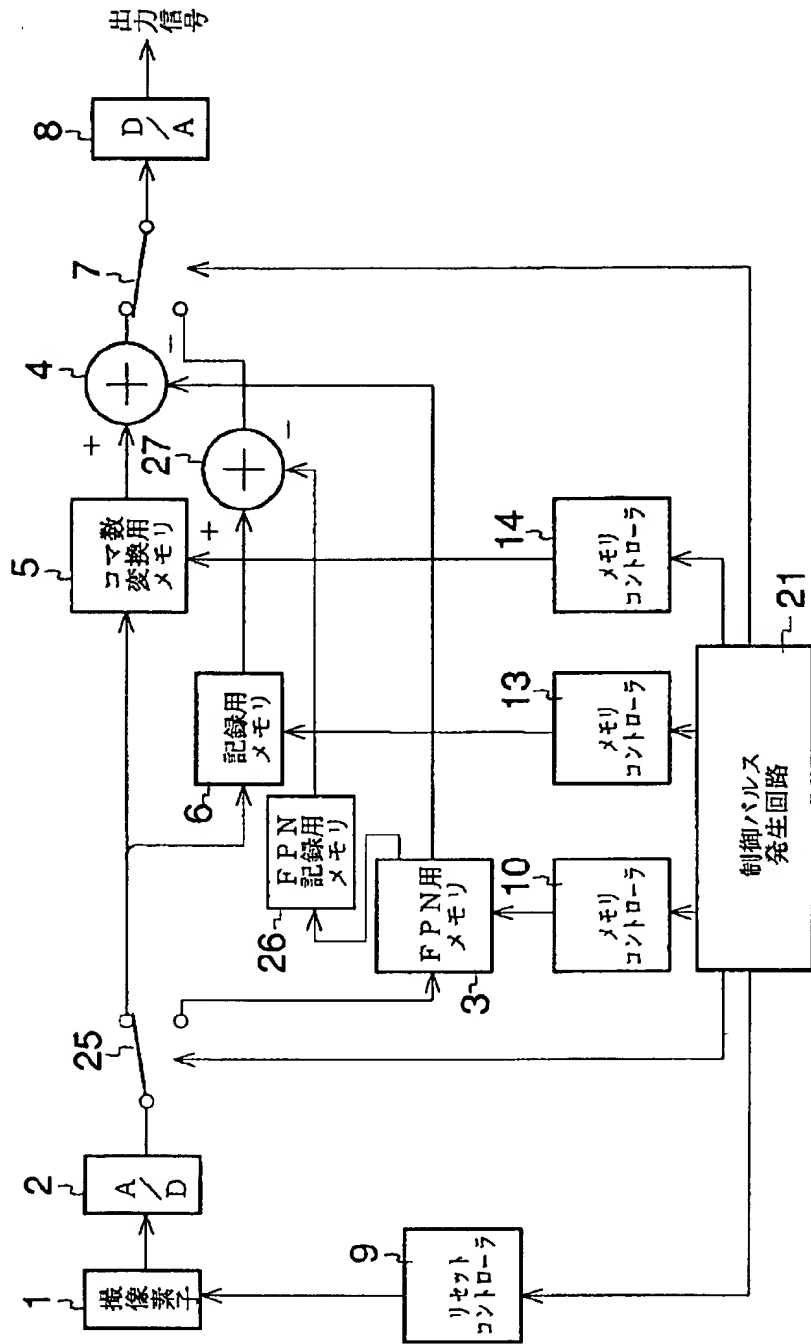 1
撮像
素子
2
A/D
25
5
コマ数
変換用
メモリ
+
4
−
7
8
D/A
出力
信号
6
記録用
メモリ
+
27
−
26
FPN
記録用
メモリ
3
FPN用
メモリ
9
リセット
コントローラ
10
メモリ
コントローラ
13
メモリ
コントローラ
14
メモリ
コントローラ
21
制御パルス
発生回路